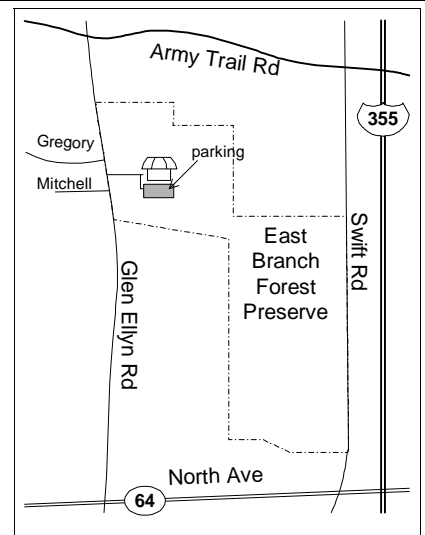 Army Trail Rd
355
Gregory
parking
Mitchell
East
Branch
Forest
Preserve
Swift Rd
Glen Ellyn Rd
North Ave
64